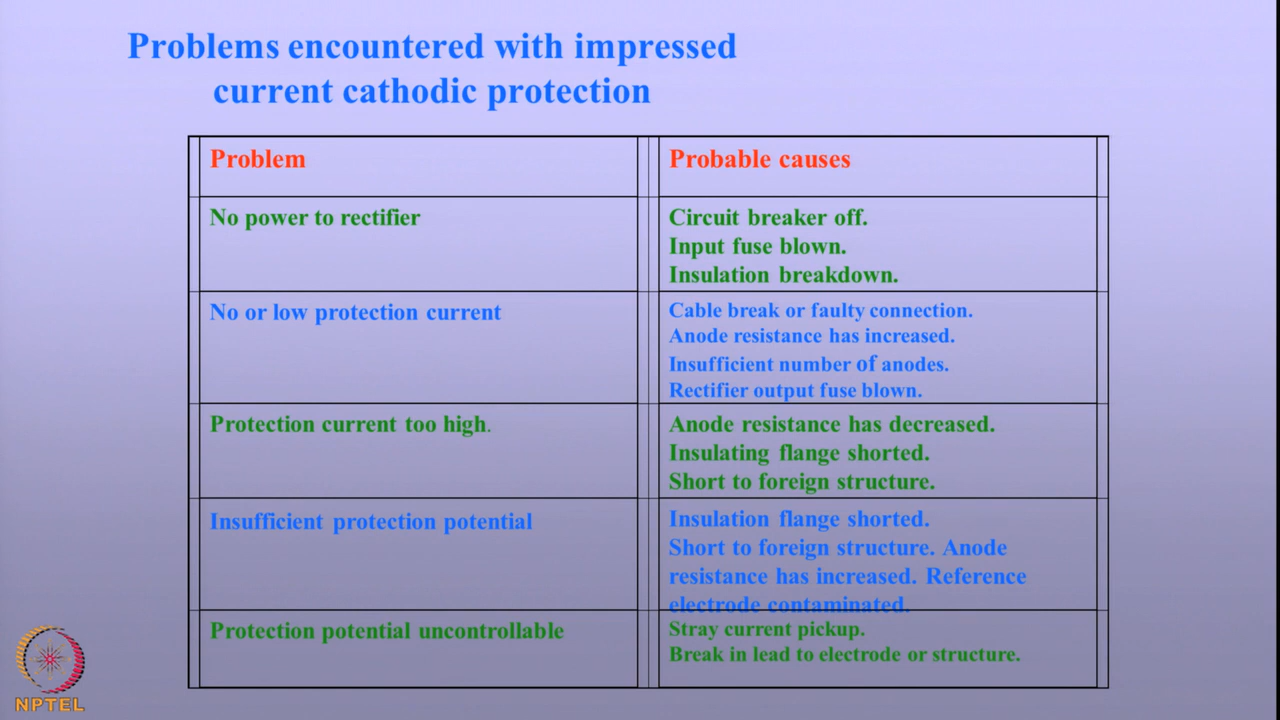 Problems encountered with impressed
current cathodic protection
Problem
Probable causes
No power to rectifier
Circuit breaker off.
Input fuse blown.
Insulation breakdown.
No or low protection current
Cable break or faulty connection.
Anode resistance has increased.
Insufficient number of anodes.
Rectifier output fuse blown.
Protection current too high.
Anode resistance has decreased.
Insulating flange shorted.
Short to foreign structure.
Insufficient protection potential
Insulation flange shorted.
Short to foreign structure. Anode
resistance has increased. Reference
electrode contaminated.
Protection potential uncontrollable
Stray current pickup.
Break in lead to electrode or structure.
NPTEL